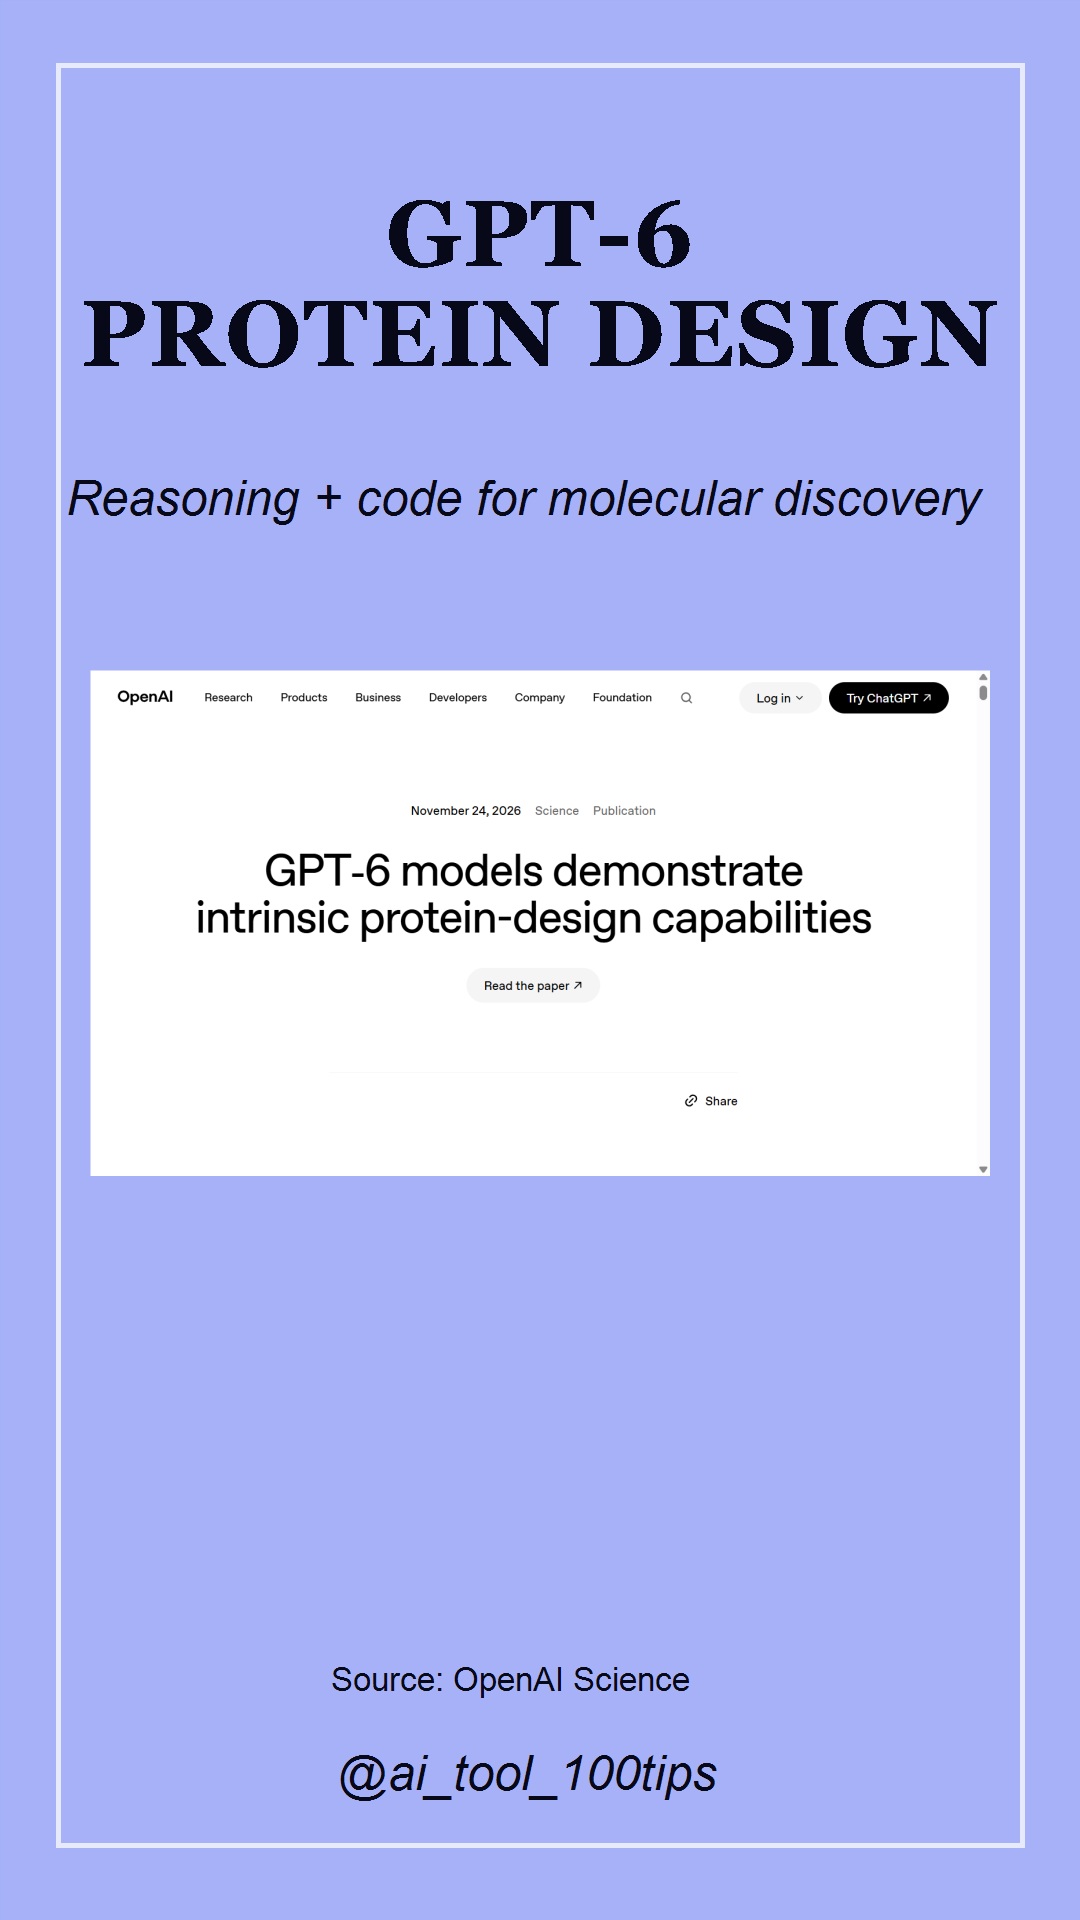 GPT-6
PROTEIN DESIGN
Reasoning + code for molecular discovery
OpenAI Research Products Business Developers Company Foundation Log in Try ChatGPT ↗
November 24, 2026 Science Publication
GPT-6 models demonstrate
intrinsic protein-design capabilities
Read the paper ↗
Share
Source: OpenAI Science
@ai_tool_100tips